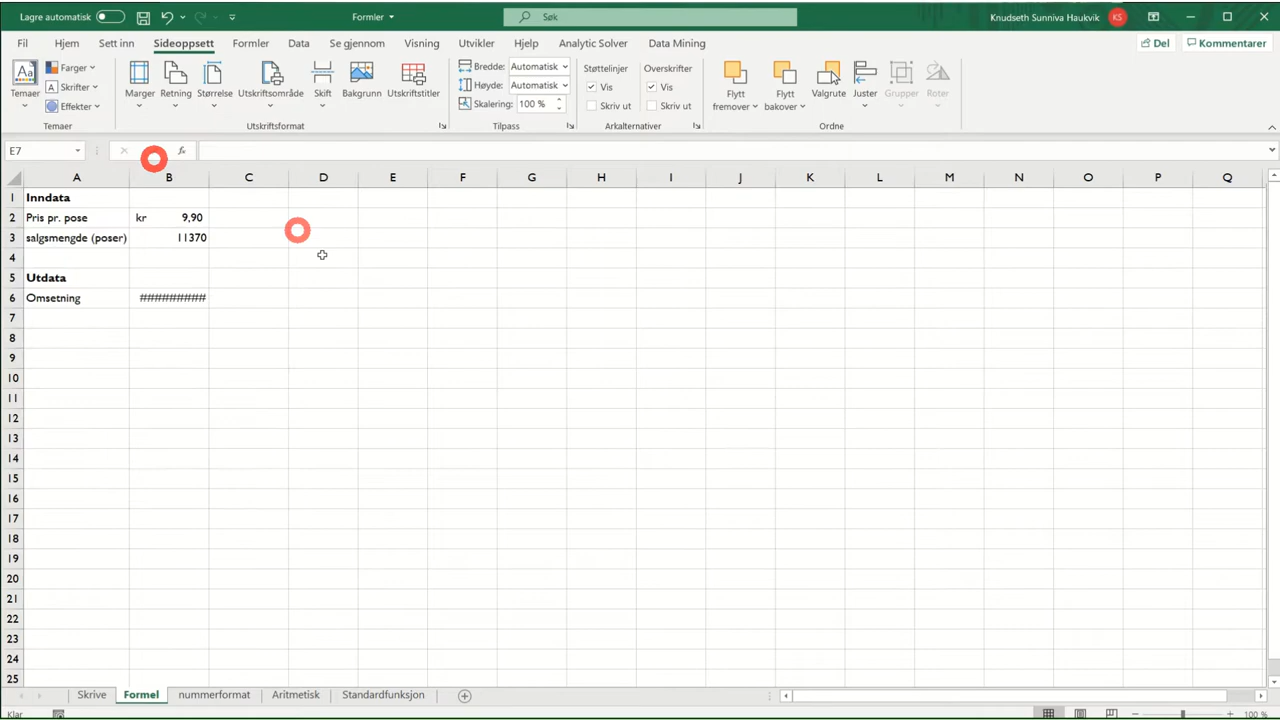 Lagre automatisk
Formler
Søk
Knudseth Sunniva Haukvik
KS
Fil Hjem Sett inn Sideoppsett Formler Data Se gjennom Visning Utvikler Hjelp Analytic Solver Data Mining
Del Kommentarer
Temaer
Farger
Skrifter
Effekter
Temaer
Marger Retning Størrelse Utskriftsområde Skift Bakgrunn Utskriftstitler
Utskriftsformat
Bredde: Automatisk
Høyde: Automatisk
Skalering: 100 %
Tilpass
Støttelinjer
Vis
Skriv ut
Overskrifter
Vis
Skriv ut
Arkalternativer
Flytt fremover
Flytt bakover
Valgrute Juster Grupper Roter
Ordne
E7
fx
A B C D E F G H I J K L M N O P Q
1 Inndata
2 Pris pr. pose kr 9,90
3 salgsmengde (poser) 11370
4
5 Utdata
6 Omsetning ##########
7
8
9
10
11
12
13
14
15
16
17
18
19
20
21
22
23
24
25
Skrive Formel nummerformat Aritmetisk Standardfunksjon
Klar
100 %